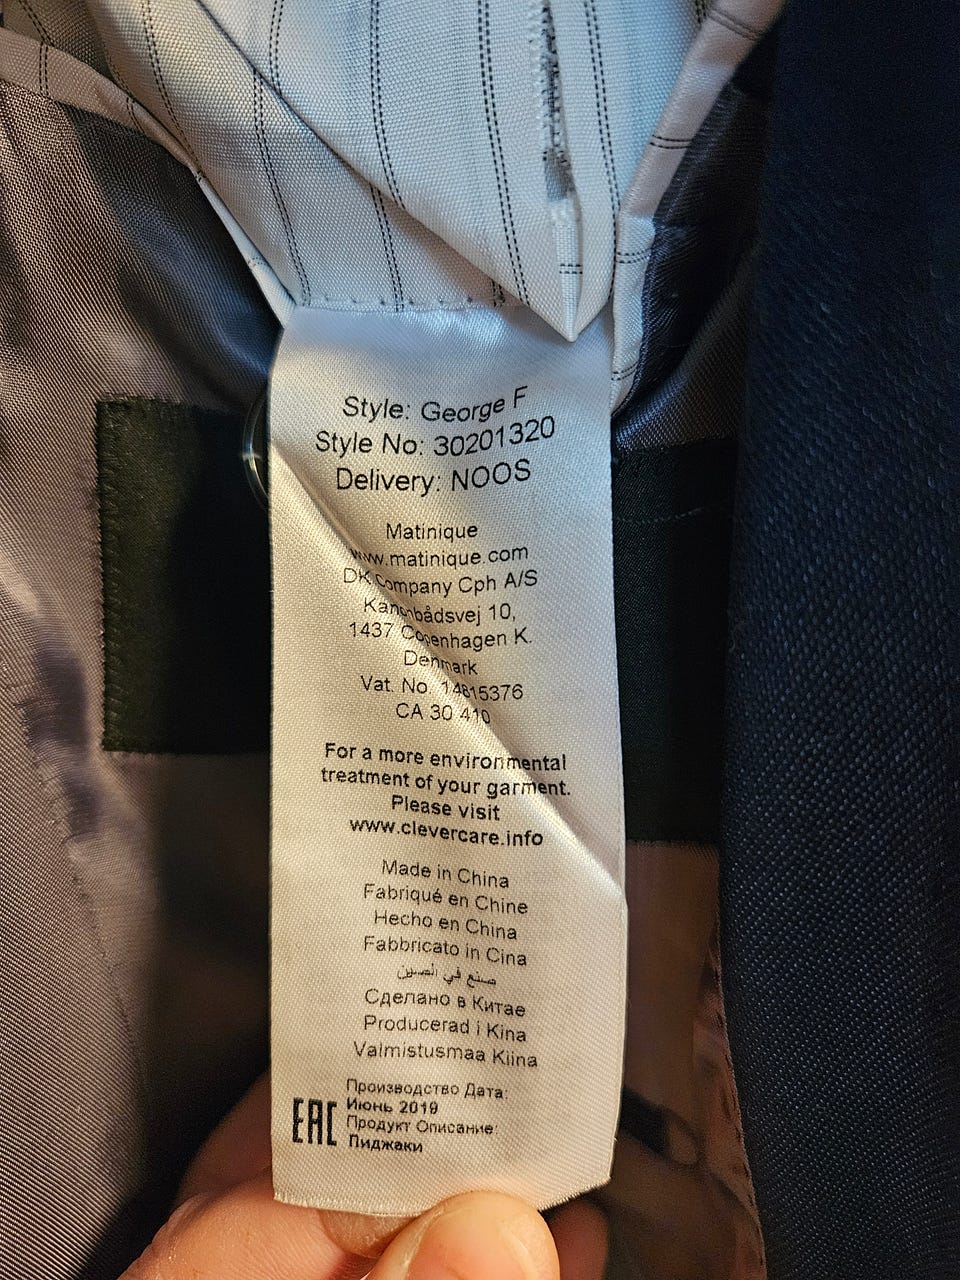 Style: George F
Style No: 30201320
Delivery: NOOS
Matinique
www.matinique.com
DK Company Cph A/S
Kanonbådsvej 10,
1437 Copenhagen K.
Denmark
Vat. No. 14815376
CA 30 410
For a more environmental
treatment of your garment.
Please visit
www.clevercare.info
Made in China
Fabriqué en Chine
Hecho en China
Fabbricato in Cina
صنع في الصين
Сделано в Китае
Producerad i Kina
Valmistusmaa Kiina
Производство Дата:
Июнь 2019
EAC Продукт Описание:
Пиджаки